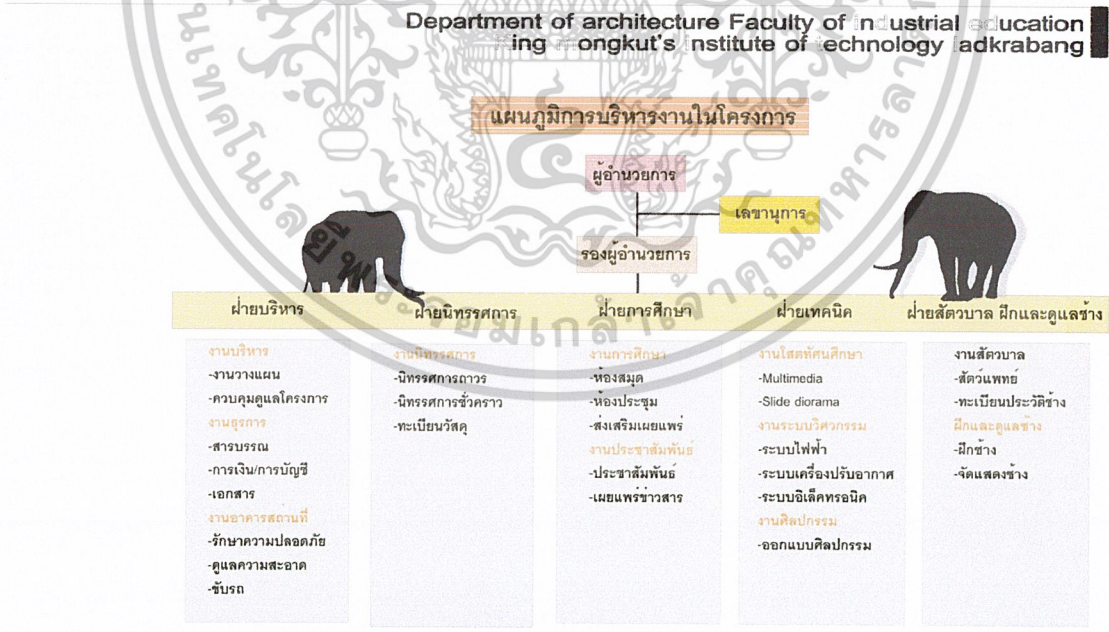 Department of architecture Faculty of industrial education
king mongkut's institute of technology ladkrabang
แผนภูมิการบริหารงานในโครงการ
ผู้อำนวยการ
เลขานุการ
รองผู้อำนวยการ
ฝ่ายบริหาร
ฝ่ายนิทรรศการ
ฝ่ายการศึกษา
ฝ่ายเทคนิค
ฝ่ายสัตวบาล ฝึกและดูแลช้าง
งานบริหาร
-งานวางแผน
-ควบคุมดูแลโครงการ
งานธุรการ
-สารบรรณ
-การเงิน/การบัญชี
-เอกสาร
งานอาคารสถานที่
-รักษาความปลอดภัย
-ดูแลความสะอาด
-ขับรถ
งานนิทรรศการ
-นิทรรศการถาวร
-นิทรรศการชั่วคราว
-ทะเบียนวัสดุ
งานการศึกษา
-ห้องสมุด
-ห้องประชุม
-ส่งเสริมเผยแพร่
งานประชาสัมพันธ์
-ประชาสัมพันธ์
-เผยแพร่ข่าวสาร
งานโสตทัศนศึกษา
-Multimedia
-Slide diorama
งานระบบวิศวกรรม
-ระบบไฟฟ้า
-ระบบเครื่องปรับอากาศ
-ระบบอิเล็คทรอนิค
งานศิลปกรรม
-ออกแบบศิลปกรรม
งานสัตวบาล
-สัตวแพทย์
-ทะเบียนประวัติช้าง
ฝึกและดูแลช้าง
-ฝึกช้าง
-จัดแสดงช้าง